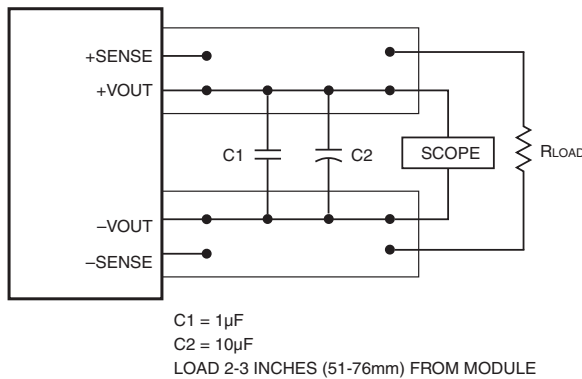 +SENSE
+VOUT
C1
C2
SCOPE
RLOAD
–VOUT
–SENSE
C1 = 1µF
C2 = 10µF
LOAD 2-3 INCHES (51-76mm) FROM MODULE